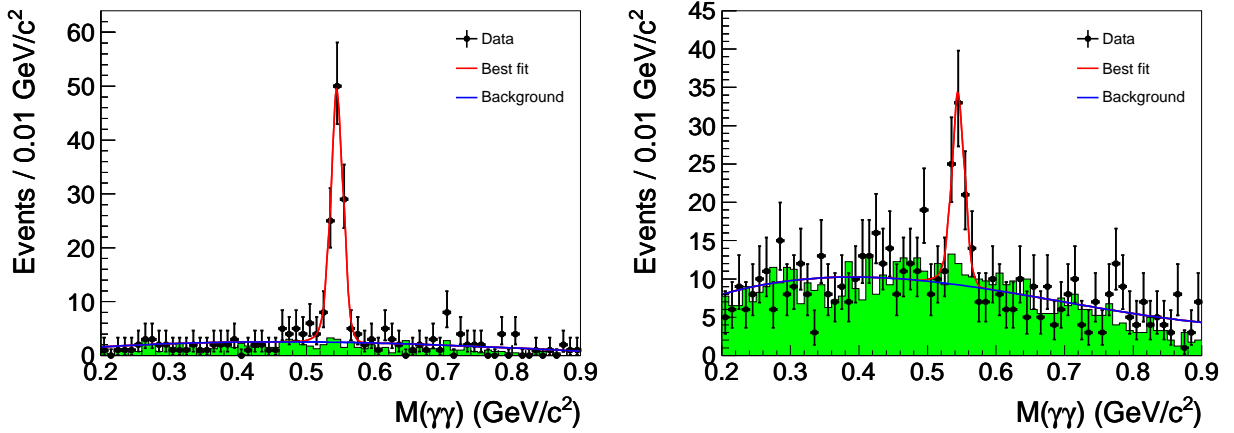 Events / 0.01 GeV/c²
60
50
40
30
20
10
0
0.2 0.3 0.4 0.5 0.6 0.7 0.8 0.9
M(γγ) (GeV/c²)
Data
Best fit
Background
Events / 0.01 GeV/c²
45
40
35
30
25
20
15
10
5
0
0.2 0.3 0.4 0.5 0.6 0.7 0.8 0.9
M(γγ) (GeV/c²)
Data
Best fit
Background